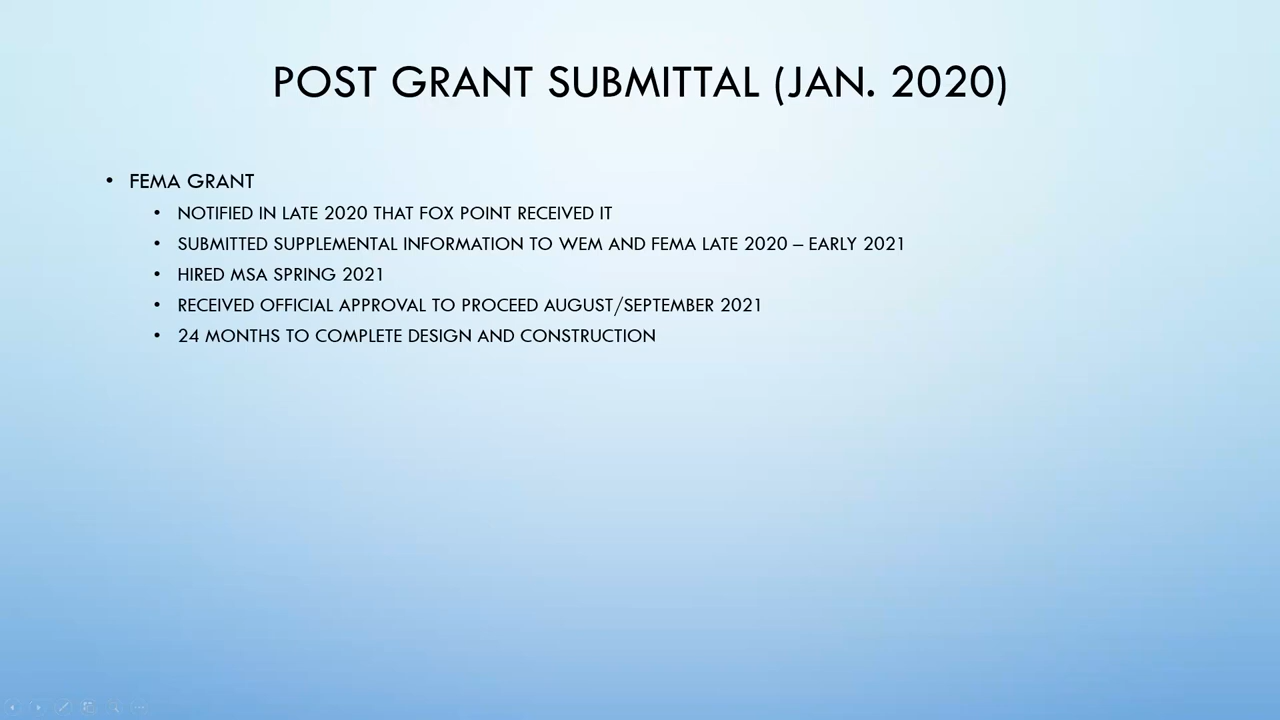 POST GRANT SUBMITTAL (JAN. 2020)
• FEMA GRANT
• NOTIFIED IN LATE 2020 THAT FOX POINT RECEIVED IT
• SUBMITTED SUPPLEMENTAL INFORMATION TO WEM AND FEMA LATE 2020 – EARLY 2021
• HIRED MSA SPRING 2021
• RECEIVED OFFICIAL APPROVAL TO PROCEED AUGUST/SEPTEMBER 2021
• 24 MONTHS TO COMPLETE DESIGN AND CONSTRUCTION